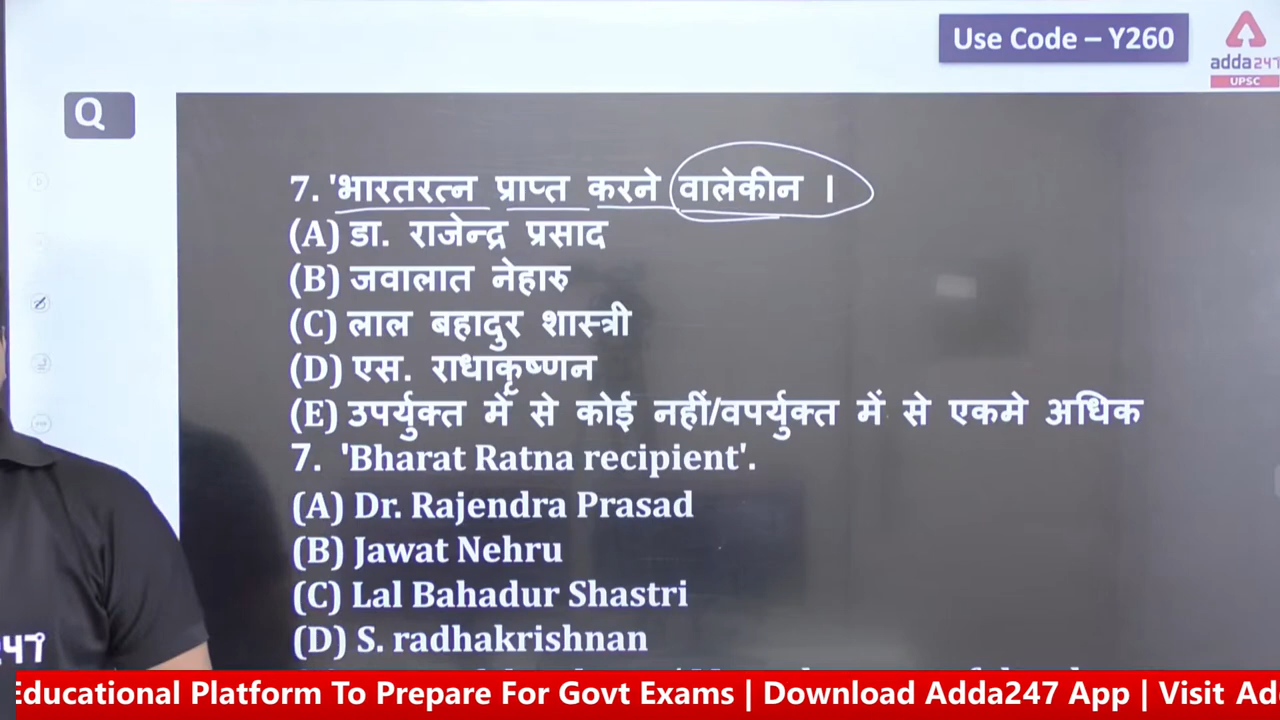 Use Code – Y260
adda247
UPSC
Q
7. 'भारतरत्न प्राप्त करने वालेकीन ।
(A) डा. राजेन्द्र प्रसाद
(B) जवालात नेहारु
(C) लाल बहादुर शास्त्री
(D) एस. राधाकृष्णन
(E) उपर्युक्त में से कोई नहीं/वपर्युक्त में से एकमे अधिक
7. 'Bharat Ratna recipient'.
(A) Dr. Rajendra Prasad
(B) Jawat Nehru
(C) Lal Bahadur Shastri
(D) S. radhakrishnan
247
Educational Platform To Prepare For Govt Exams | Download Adda247 App | Visit Ad